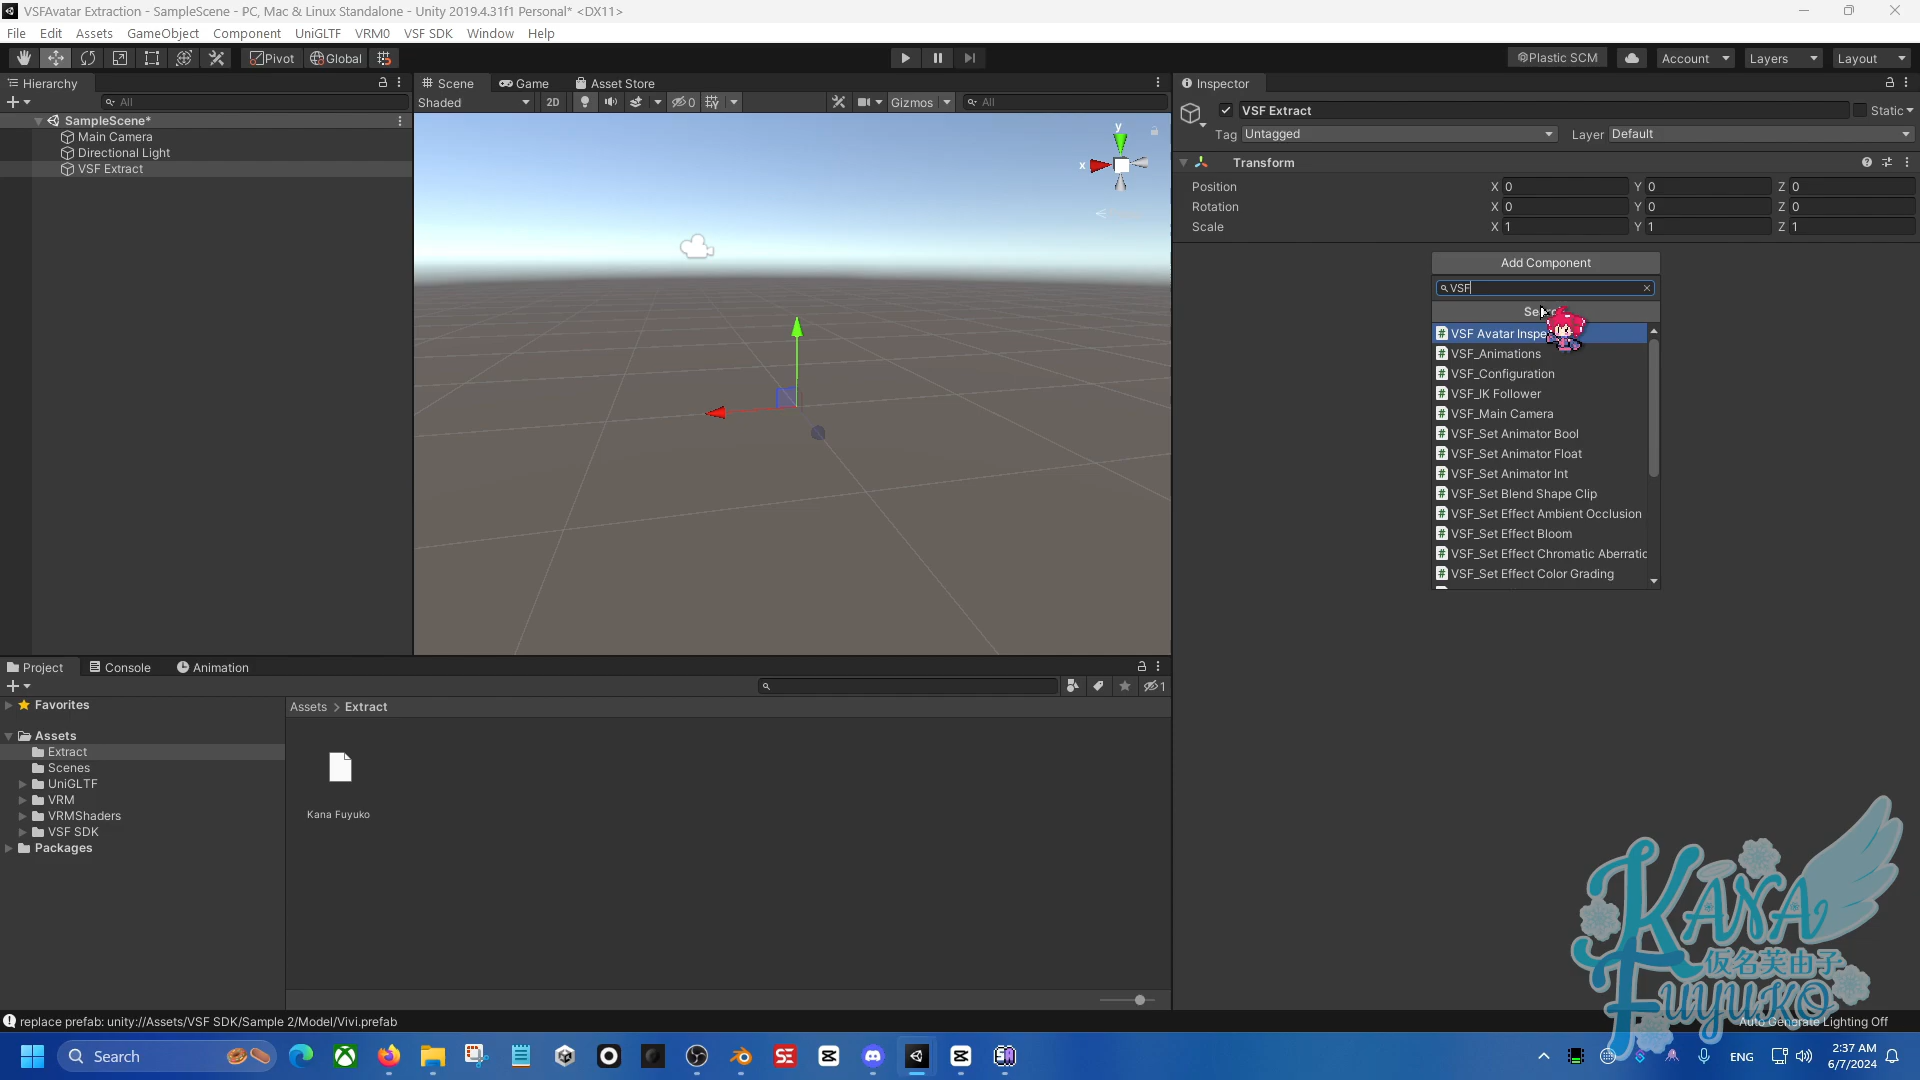 VSFAvatar Extraction - SampleScene - PC, Mac & Linux Standalone - Unity 2019.4.31f1 Personal* <DX11>
File Edit Assets GameObject Component UniGLTF VRM0 VSF SDK Window Help
Pivot Global Plastic SCM Account Layers Layout
Hierarchy
All
SampleScene*
Main Camera
Directional Light
VSF Extract
Scene Game Asset Store
Shaded 2D 0 Gizmos All
y
x
Inspector
VSF Extract Static
Tag Untagged Layer Default
Transform
Position X 0 Y 0 Z 0
Rotation X 0 Y 0 Z 0
Scale X 1 Y 1 Z 1
Add Component
VSF
VSF Avatar Inspe
VSF_Animations
VSF_Configuration
VSF_IK Follower
VSF_Main Camera
VSF_Set Animator Bool
VSF_Set Animator Float
VSF_Set Animator Int
VSF_Set Blend Shape Clip
VSF_Set Effect Ambient Occlusion
VSF_Set Effect Bloom
VSF_Set Effect Chromatic Aberratio
VSF_Set Effect Color Grading
Project Console Animation
1
Favorites
Assets
Extract
Scenes
UniGLTF
VRM
VRMShaders
VSF SDK
Packages
Assets > Extract
Kana Fuyuko
KANA
仮名芙由子
FUYUKO
replace prefab: unity://Assets/VSF SDK/Sample 2/Model/Vivi.prefab
Auto Generate Lighting Off
Search
ENG
2:37 AM
6/7/2024